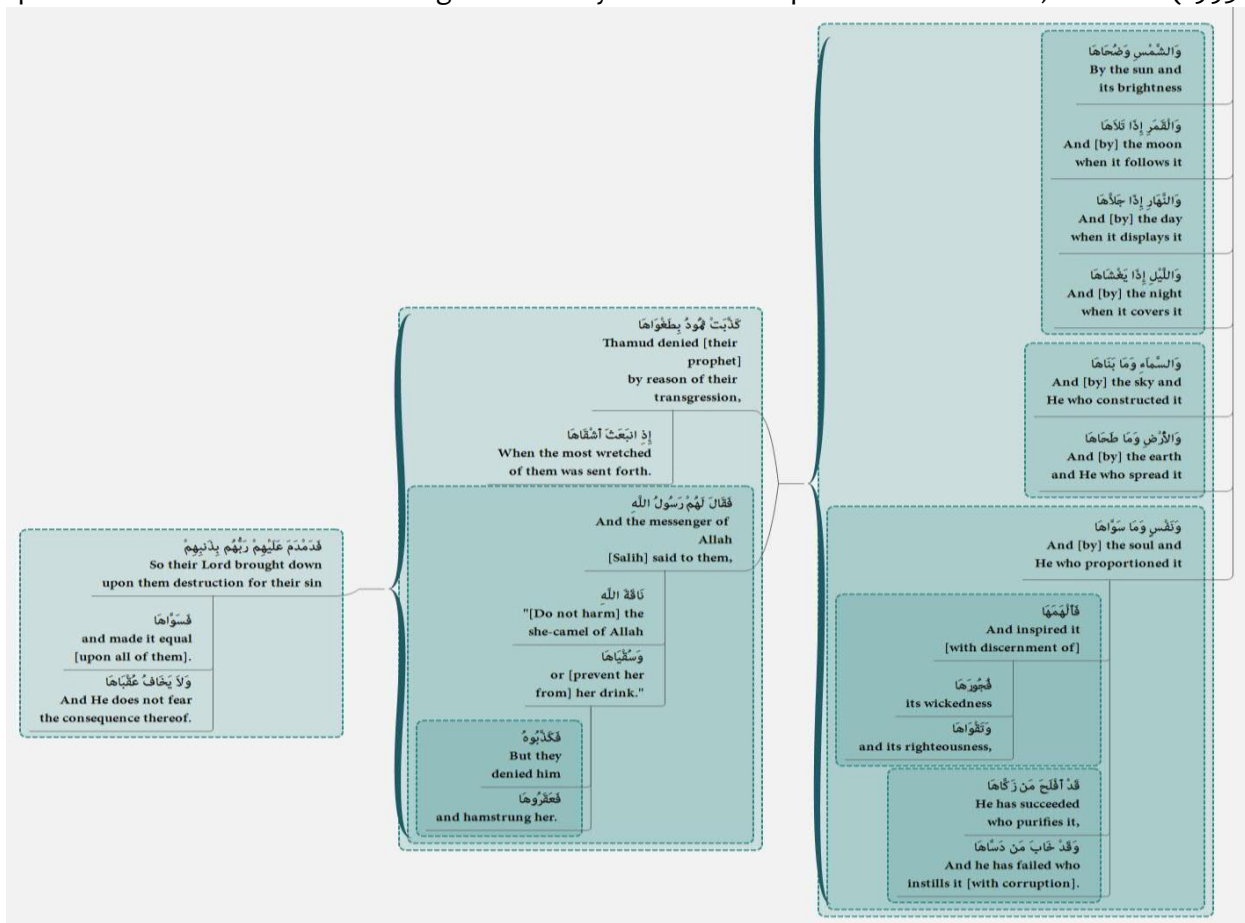 وَالشَّمْسِ وَضُحَاهَا
By the sun and
its brightness
وَالْقَمَرِ إِذَا تَلَاهَا
And [by] the moon
when it follows it
وَالنَّهَارِ إِذَا جَلَّاهَا
And [by] the day
when it displays it
وَاللَّيْلِ إِذَا يَغْشَاهَا
And [by] the night
when it covers it
وَالسَّمَاءِ وَمَا بَنَاهَا
And [by] the sky and
He who constructed it
وَالْأَرْضِ وَمَا طَحَاهَا
And [by] the earth
and He who spread it
وَنَفْسٍ وَمَا سَوَّاهَا
And [by] the soul and
He who proportioned it
فَأَلْهَمَهَا
And inspired it
[with discernment of]
فُجُورَهَا
its wickedness
وَتَقْوَاهَا
and its righteousness,
قَدْ أَفْلَحَ مَن زَكَّاهَا
He has succeeded
who purifies it,
وَقَدْ خَابَ مَن دَسَّاهَا
And he has failed who
instills it [with corruption].
كَذَّبَتْ ثَمُودُ بِطَغْوَاهَا
Thamud denied [their
prophet]
by reason of their
transgression,
إِذِ انبَعَثَ أَشْقَاهَا
When the most wretched
of them was sent forth.
فَقَالَ لَهُمْ رَسُولُ اللَّهِ
And the messenger of
Allah
[Salih] said to them,
نَاقَةَ اللَّهِ
"[Do not harm] the
she-camel of Allah
وَسُقْيَاهَا
or [prevent her
from] her drink."
فَكَذَّبُوهُ
But they
denied him
فَعَقَرُوهَا
and hamstrung her.
فَدَمْدَمَ عَلَيْهِمْ رَبُّهُم بِذَنبِهِمْ
So their Lord brought down
upon them destruction for their sin
فَسَوَّاهَا
and made it equal
[upon all of them].
وَلَا يَخَافُ عُقْبَاهَا
And He does not fear
the consequence thereof.